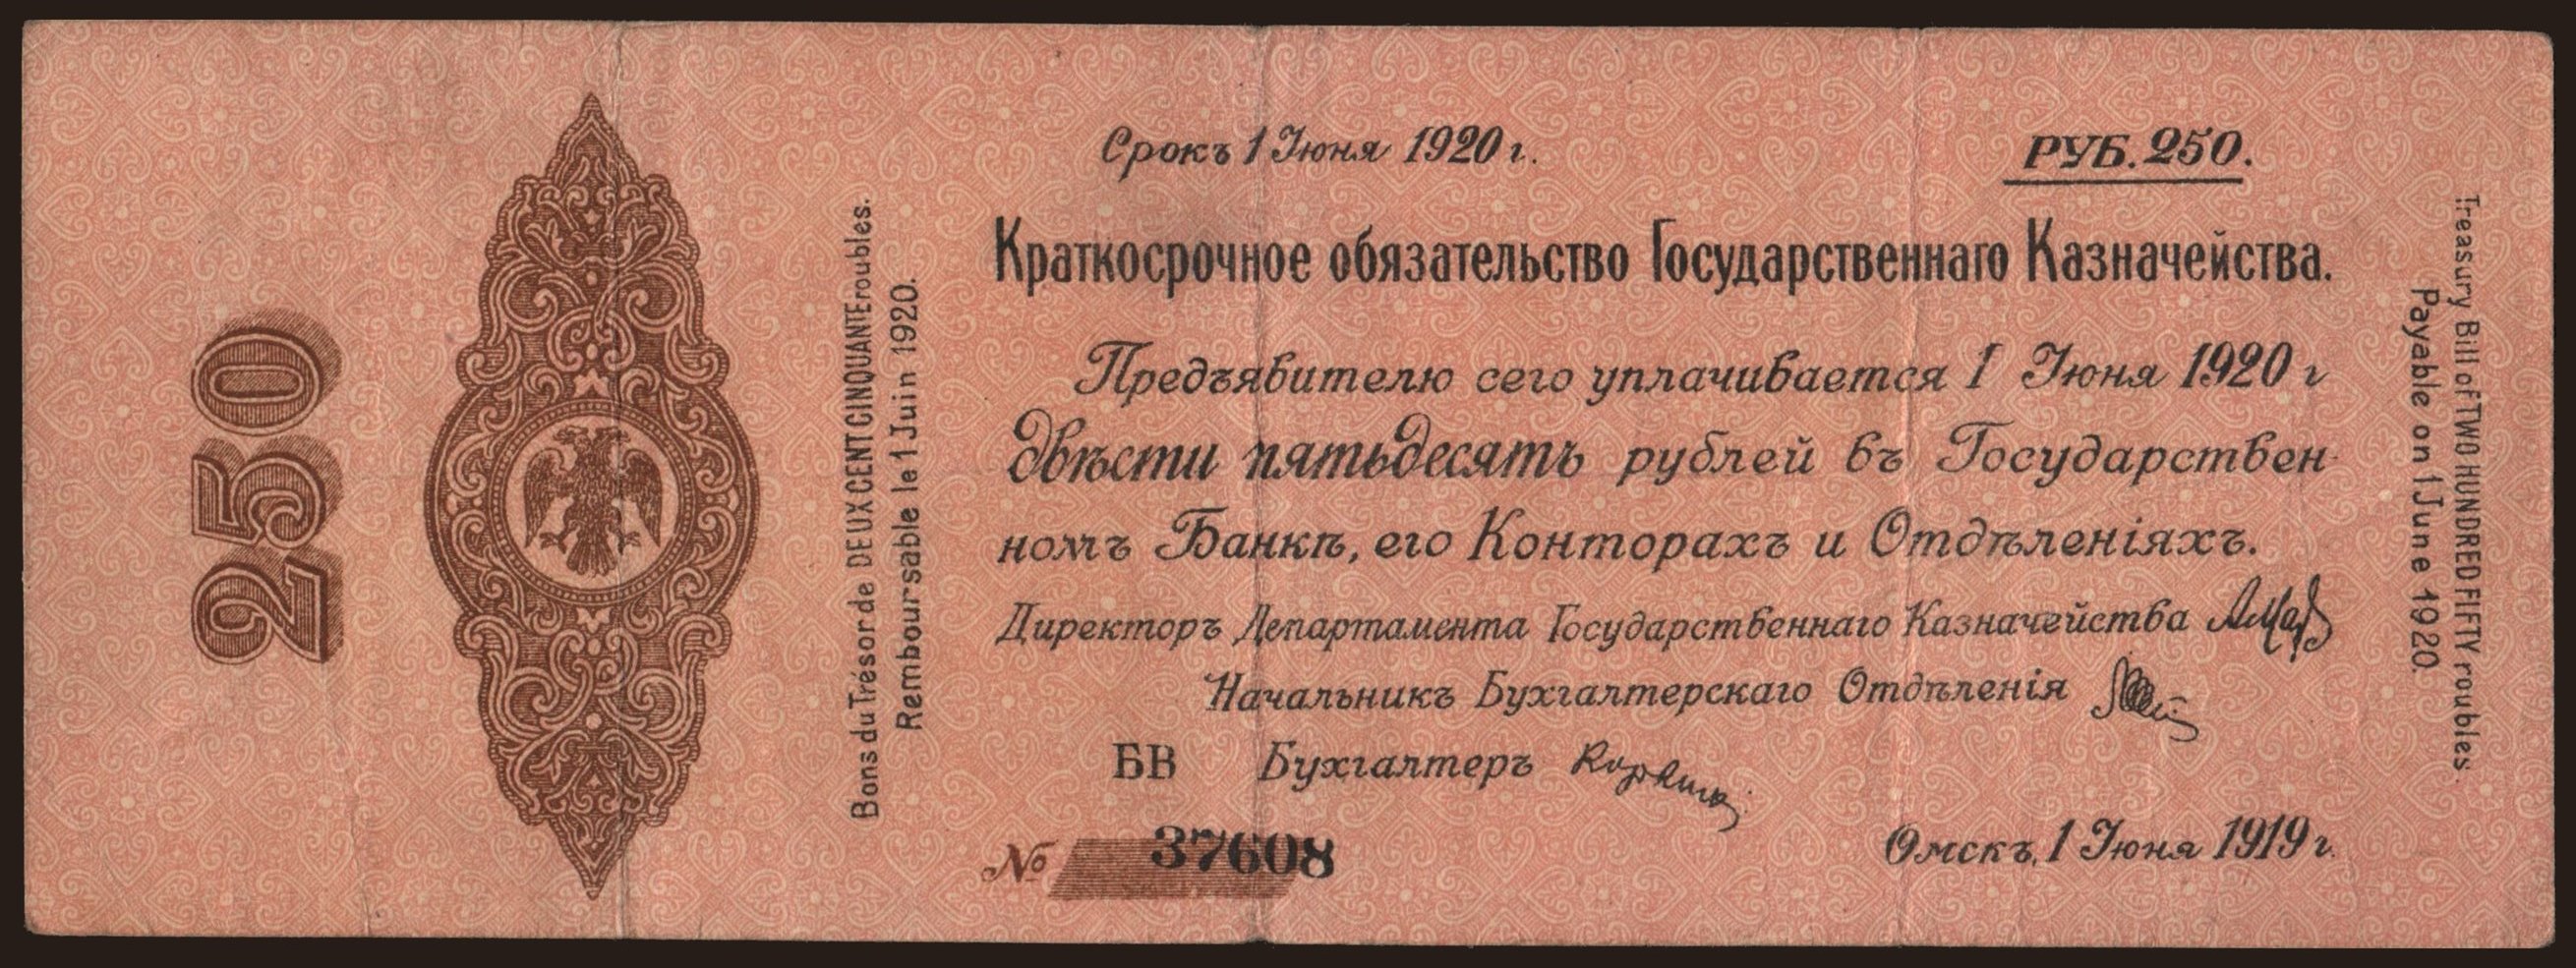 250
Bons du Trésor de DEUX CENT CINQUANTE roubles.
Remboursable le 1 Juin 1920.
Срокъ 1 Іюня 1920 г.
РУБ. 250.
Краткосрочное обязательство Государственнаго Казначейства.
Предъявителю сего уплачивается 1 Іюня 1920 г
двѣсти пятьдесятъ рублей въ Государствен-
номъ Банкѣ, его Конторахъ и Отдѣленіяхъ.
Директоръ Департамента Государственнаго Казначейства
Начальникъ Бухгалтерскаго Отдѣленія
БВ Бухгалтеръ
№ 37608
Омскъ, 1 Іюня 1919 г.
Treasury Bill of TWO HUNDRED FIFTY roubles.
Payable on 1 June 1920.